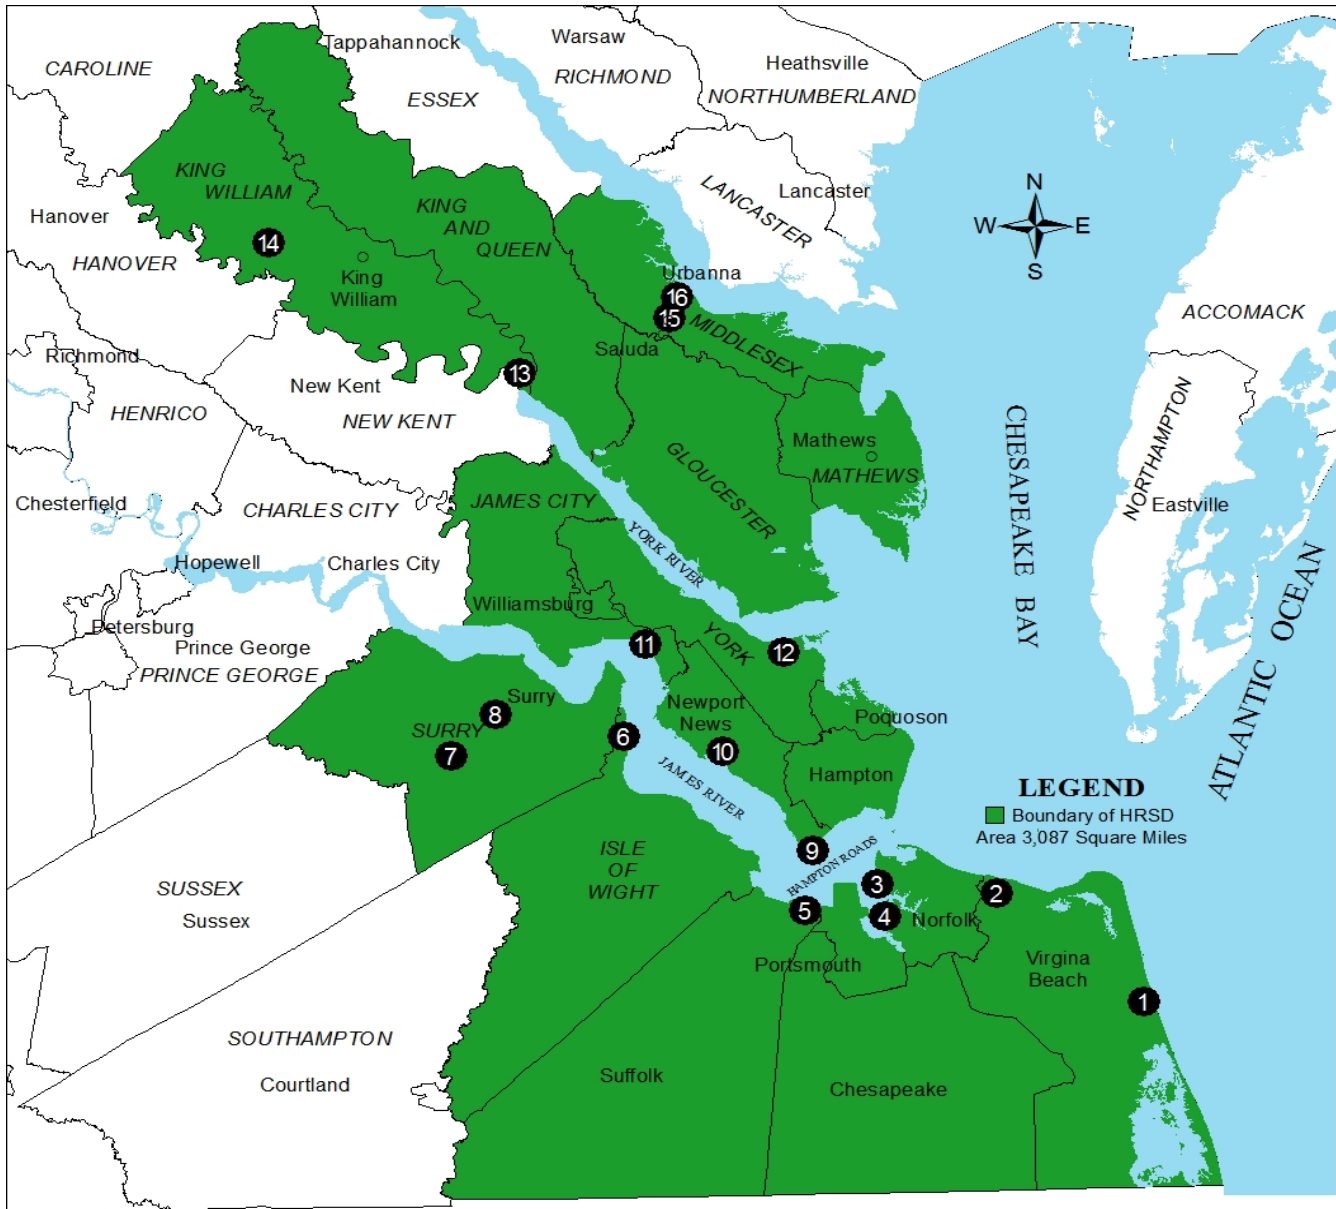 Tappahannock
Warsaw
RICHMOND
Heathsville
NORTHUMBERLAND
CAROLINE
ESSEX
KING
WILLIAM
LANCASTER
Lancaster
N
W
E
S
Hanover
HANOVER
KING
AND
QUEEN
14
King
William
Urbanna
16
15
MIDDLESEX
ACCOMACK
Richmond
Saluda
13
New Kent
NEW KENT
HENRICO
NORTHAMPTON
Mathews
MATHEWS
GLOUCESTER
CHESAPEAKE BAY
Eastville
Chesterfield
CHARLES CITY
JAMES CITY
YORK RIVER
Hopewell
Charles City
Williamsburg
ATLANTIC OCEAN
Petersburg
Prince George
PRINCE GEORGE
11
YORK
12
8
Surry
SURRY
7
6
Newport
News
10
Poquoson
Hampton
JAMES RIVER
LEGEND
Boundary of HRSD
Area 3,087 Square Miles
ISLE
OF
WIGHT
9
HAMPTON ROADS
3
2
5
4
Norfolk
SUSSEX
Sussex
Portsmouth
Virgina
Beach
1
SOUTHAMPTON
Courtland
Suffolk
Chesapeake